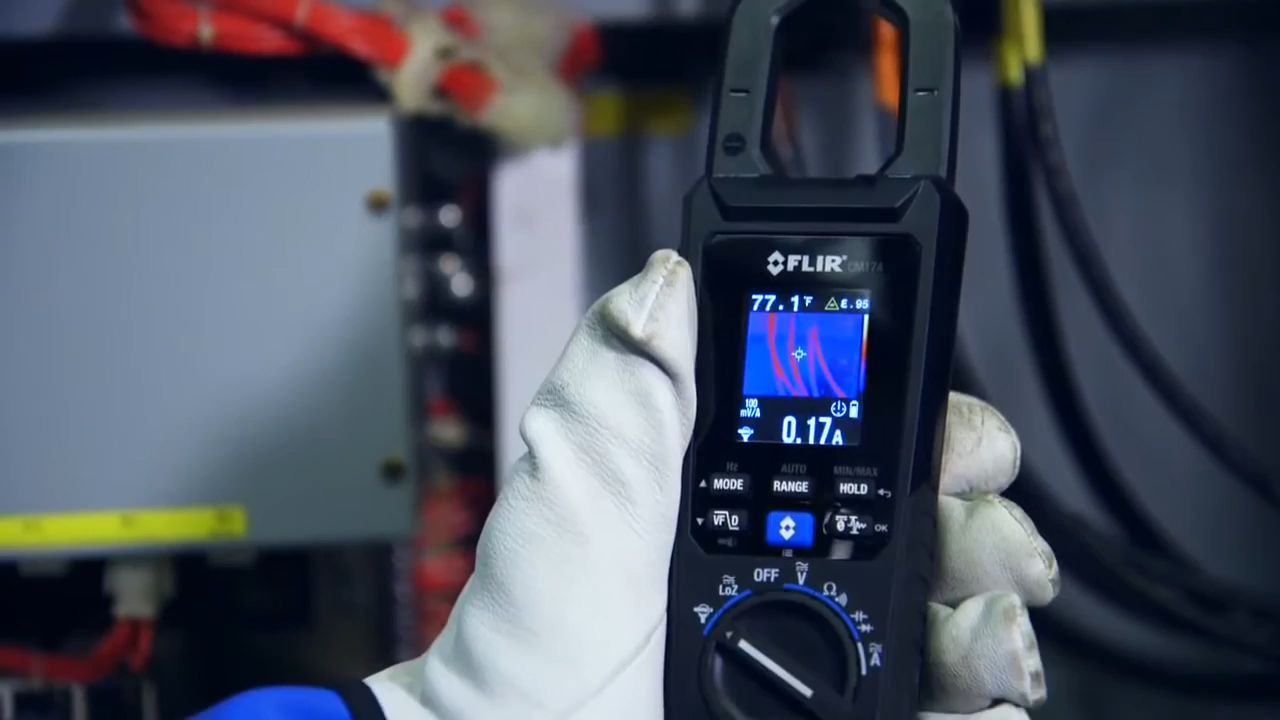 FLIR CM174
77.1°F E.95
100
mV/A
0.17A
Hz AUTO MIN/MAX
MODE RANGE HOLD
VFD OK
OFF
LoZ V Ω
A